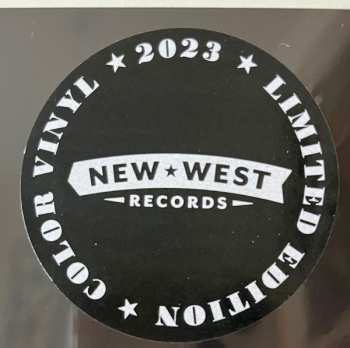 COLOR VINYL ★ 2023 ★ LIMITED EDITION ★
NEW ★ WEST
RECORDS